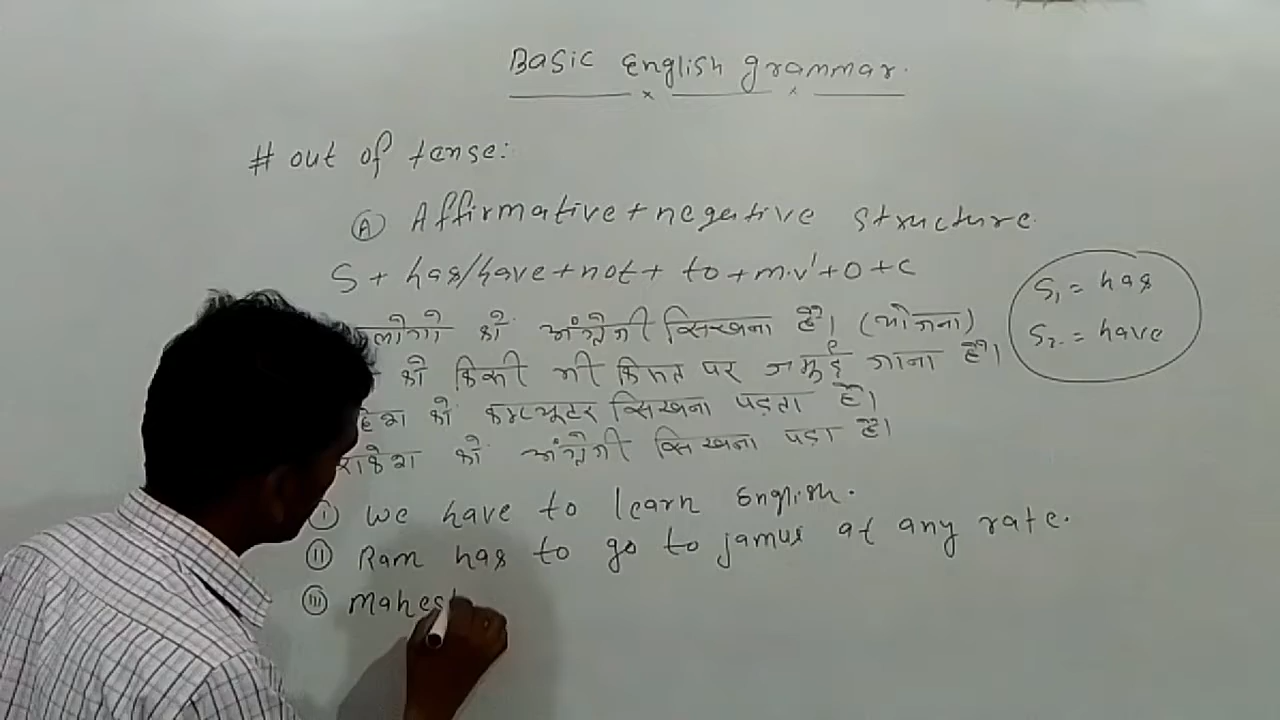 Basic English grammar.
# out of tense:
(A) Affirmative + negative structure
S + has/have + not + to + m.v¹ + O + C
S₁ = has
S₂ = have
लोगो को अंग्रेजी सिखना है। (योजना)
को किसी भी किमत पर जमुई जाना है।
को कम्प्यूटर सिखना पड़ता है।
राकेश को अंग्रेजी सिखना पड़ा है।
(I) We have to learn English.
(II) Ram has to go to jamui at any rate.
(III) Mahes